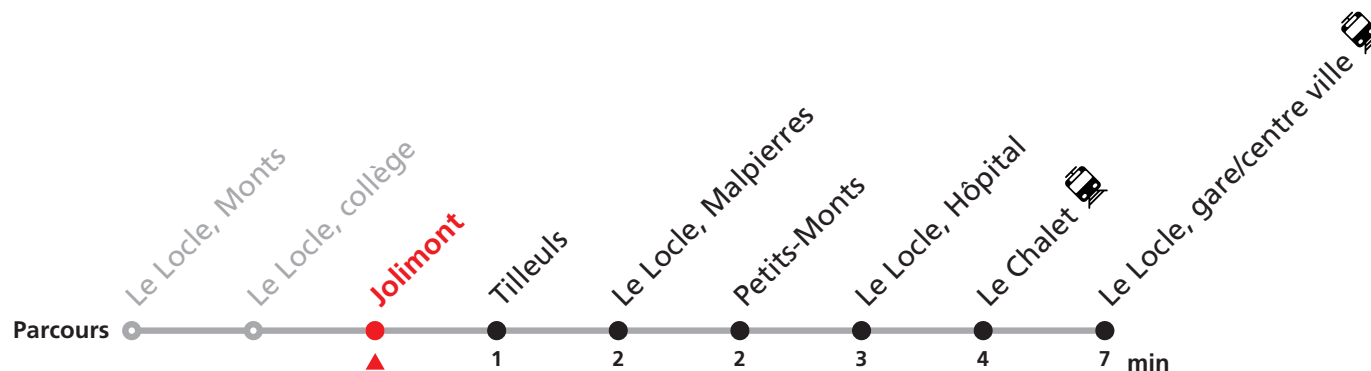 Le Locle, Monts
Le Locle, collège
Jolimont
Tilleuls
Le Locle, Malpierres
Petits-Monts
Le Locle, Hôpital
Le Chalet
Le Locle, gare/centre ville
Parcours
1 2 2 3 4 7 min